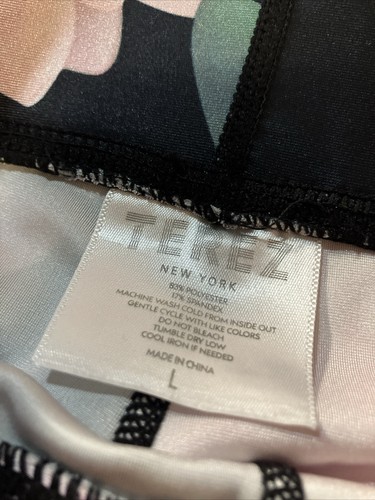 TEREZ
NEW YORK
83% POLYESTER
17% SPANDEX
MACHINE WASH COLD FROM INSIDE OUT
GENTLE CYCLE WITH LIKE COLORS
DO NOT BLEACH
TUMBLE DRY LOW
COOL IRON IF NEEDED
MADE IN CHINA
L